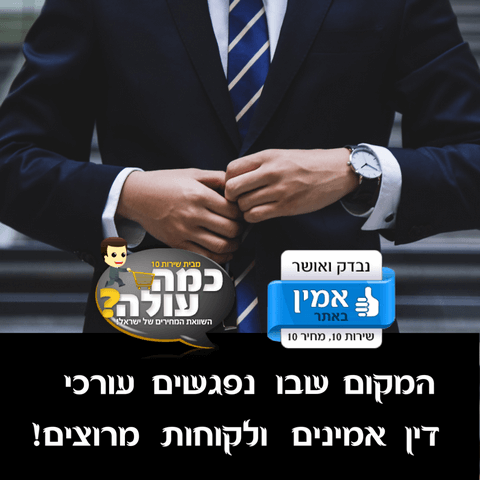 מבית שירות 10
כמה
עולה?
השוואת המחירים של ישראל!
נבדק ואושר
אמין
באתר
שירות 10, מחיר 10
המקום שבו נפגשים עורכי
דין אמינים ולקוחות מרוצים!